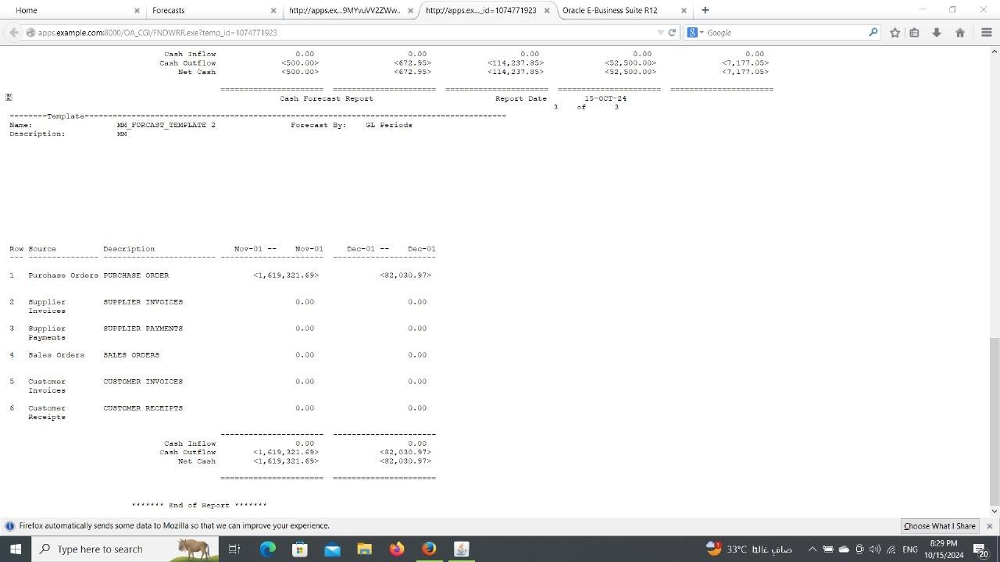 Home
Forecasts
http://apps.ex...9MYvuVV2ZWw..
http://apps.ex..._id=1074771923
Oracle E-Business Suite R12
apps.example.com:8000/OA_CGI/FNDWRR.exe?temp_id=1074771923
Google
Cash Inflow 0.00 0.00 0.00 0.00 0.00
Cash Outflow <500.00> <672.95> <114,237.85> <52,500.00> <7,177.05>
Net Cash <500.00> <672.95> <114,237.85> <52,500.00> <7,177.05>
====================== ====================== ====================== ====================== ======================
Cash Forecast Report Report Date 15-OCT-24
3 of 3
--------Template------------------------------------------------------------------------------------------
Name: MM_FORCAST_TEMPLATE 2 Forecast By: GL Periods
Description: MM
Row Source Description Nov-01 -- Nov-01 Dec-01 -- Dec-01
--- --------------- ------------------------ ---------------------- ----------------------
1 Purchase Orders PURCHASE ORDER <1,619,321.69> <82,030.97>
2 Supplier SUPPLIER INVOICES 0.00 0.00
Invoices
3 Supplier SUPPLIER PAYMENTS 0.00 0.00
Payments
4 Sales Orders SALES ORDERS 0.00 0.00
5 Customer CUSTOMER INVOICES 0.00 0.00
Invoices
6 Customer CUSTOMER RECEIPTS 0.00 0.00
Receipts
---------------------- ----------------------
Cash Inflow 0.00 0.00
Cash Outflow <1,619,321.69> <82,030.97>
Net Cash <1,619,321.69> <82,030.97>
====================== ======================
******* End of Report *******
Firefox automatically sends some data to Mozilla so that we can improve your experience.
Choose What I Share
Type here to search
1
33°C صافي غالبًا
ENG
8:29 PM
10/15/2024
20